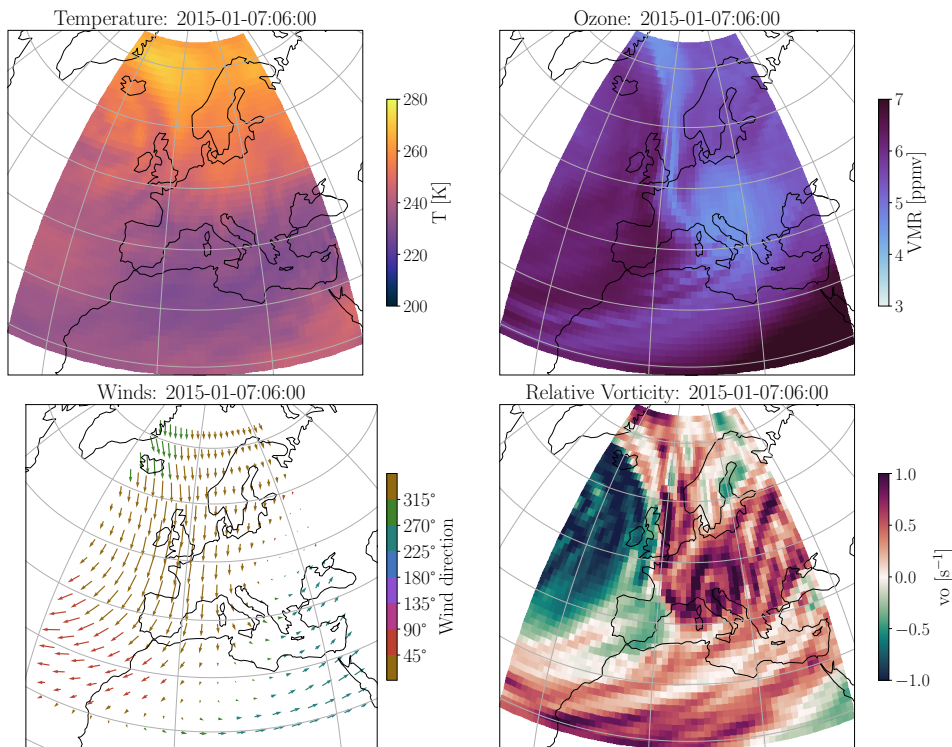 Temperature: 2015-01-07:06:00
280
260
240
220
200
T [K]
Ozone: 2015-01-07:06:00
7
6
5
4
3
VMR [ppmv]
Winds: 2015-01-07:06:00
315°
270°
225°
180°
135°
90°
45°
Wind direction
Relative Vorticity: 2015-01-07:06:00
1.0
0.5
0.0
−0.5
−1.0
vo [s⁻¹]